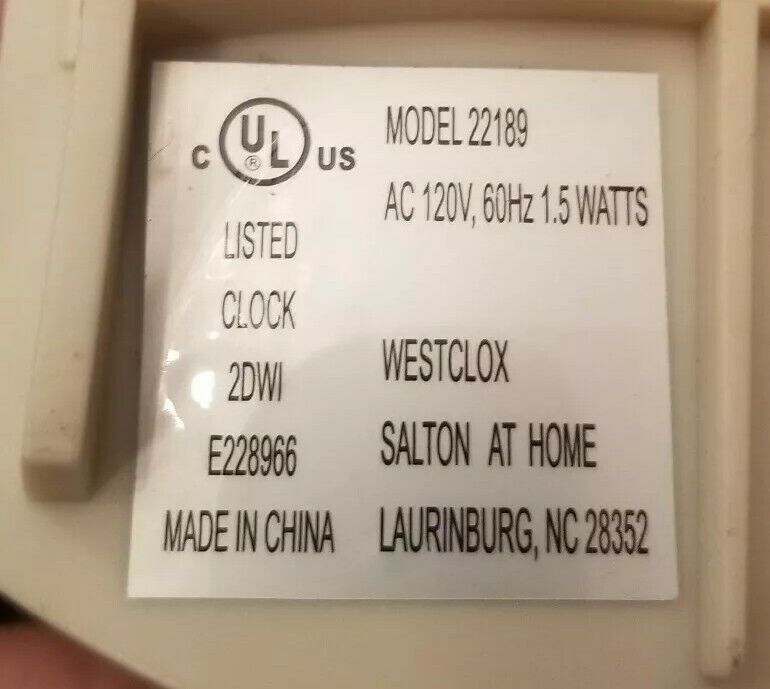 C UL ® US
LISTED
CLOCK
2DWI
E228966
MADE IN CHINA
MODEL 22189
AC 120V, 60Hz 1.5 WATTS
WESTCLOX
SALTON AT HOME
LAURINBURG, NC 28352